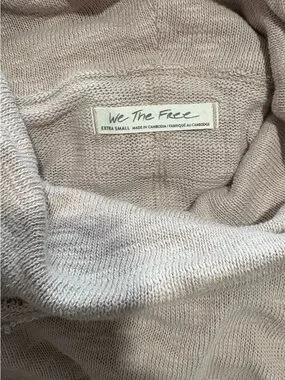 We The Free
EXTRA SMALL MADE IN CAMBODIA / FABRIQUÉ AU CAMBODGE